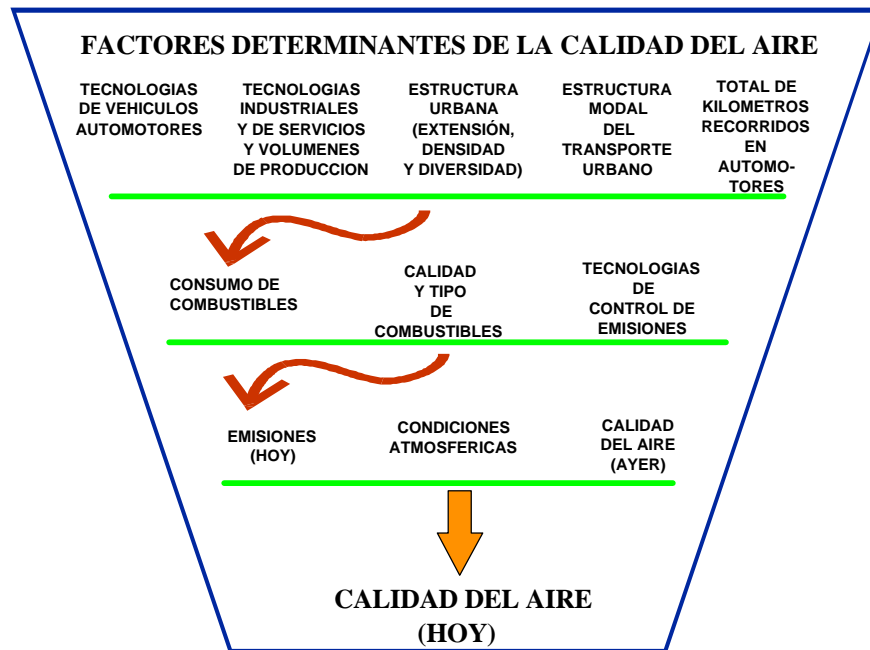 FACTORES DETERMINANTES DE LA CALIDAD DEL AIRE
TECNOLOGIAS
DE VEHICULOS
AUTOMOTORES
TECNOLOGIAS
INDUSTRIALES
Y DE SERVICIOS
Y VOLUMENES
DE PRODUCCION
ESTRUCTURA
URBANA
(EXTENSIÓN,
DENSIDAD
Y DIVERSIDAD)
ESTRUCTURA
MODAL
DEL
TRANSPORTE
URBANO
TOTAL DE
KILOMETROS
RECORRIDOS
EN
AUTOMO-
TORES
CONSUMO DE
COMBUSTIBLES
CALIDAD
Y TIPO
DE
COMBUSTIBLES
TECNOLOGIAS
DE
CONTROL DE
EMISIONES
EMISIONES
(HOY)
CONDICIONES
ATMOSFERICAS
CALIDAD
DEL AIRE
(AYER)
CALIDAD DEL AIRE
(HOY)